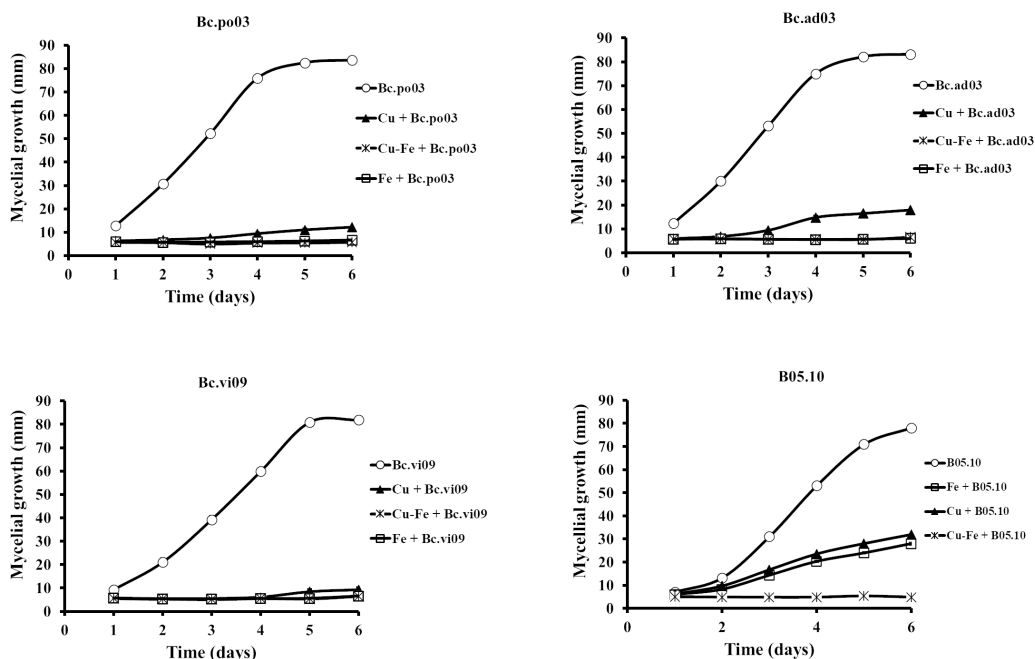 Bc.po03
Mycelial growth (mm)
90
80
70
60
50
40
30
20
10
0
0 1 2 3 4 5 6
Time (days)
Bc.po03
Cu + Bc.po03
Cu-Fe + Bc.po03
Fe + Bc.po03
Bc.ad03
Mycelial growth (mm)
90
80
70
60
50
40
30
20
10
0
0 1 2 3 4 5 6
Time (days)
Bc.ad03
Cu + Bc.ad03
Cu-Fe + Bc.ad03
Fe + Bc.ad03
Bc.vi09
Mycelial growth (mm)
90
80
70
60
50
40
30
20
10
0
0 1 2 3 4 5 6
Time (days)
Bc.vi09
Cu + Bc.vi09
Cu-Fe + Bc.vi09
Fe + Bc.vi09
B05.10
Mycelial growth (mm)
90
80
70
60
50
40
30
20
10
0
0 1 2 3 4 5 6
Time (days)
B05.10
Fe + B05.10
Cu + B05.10
Cu-Fe + B05.10